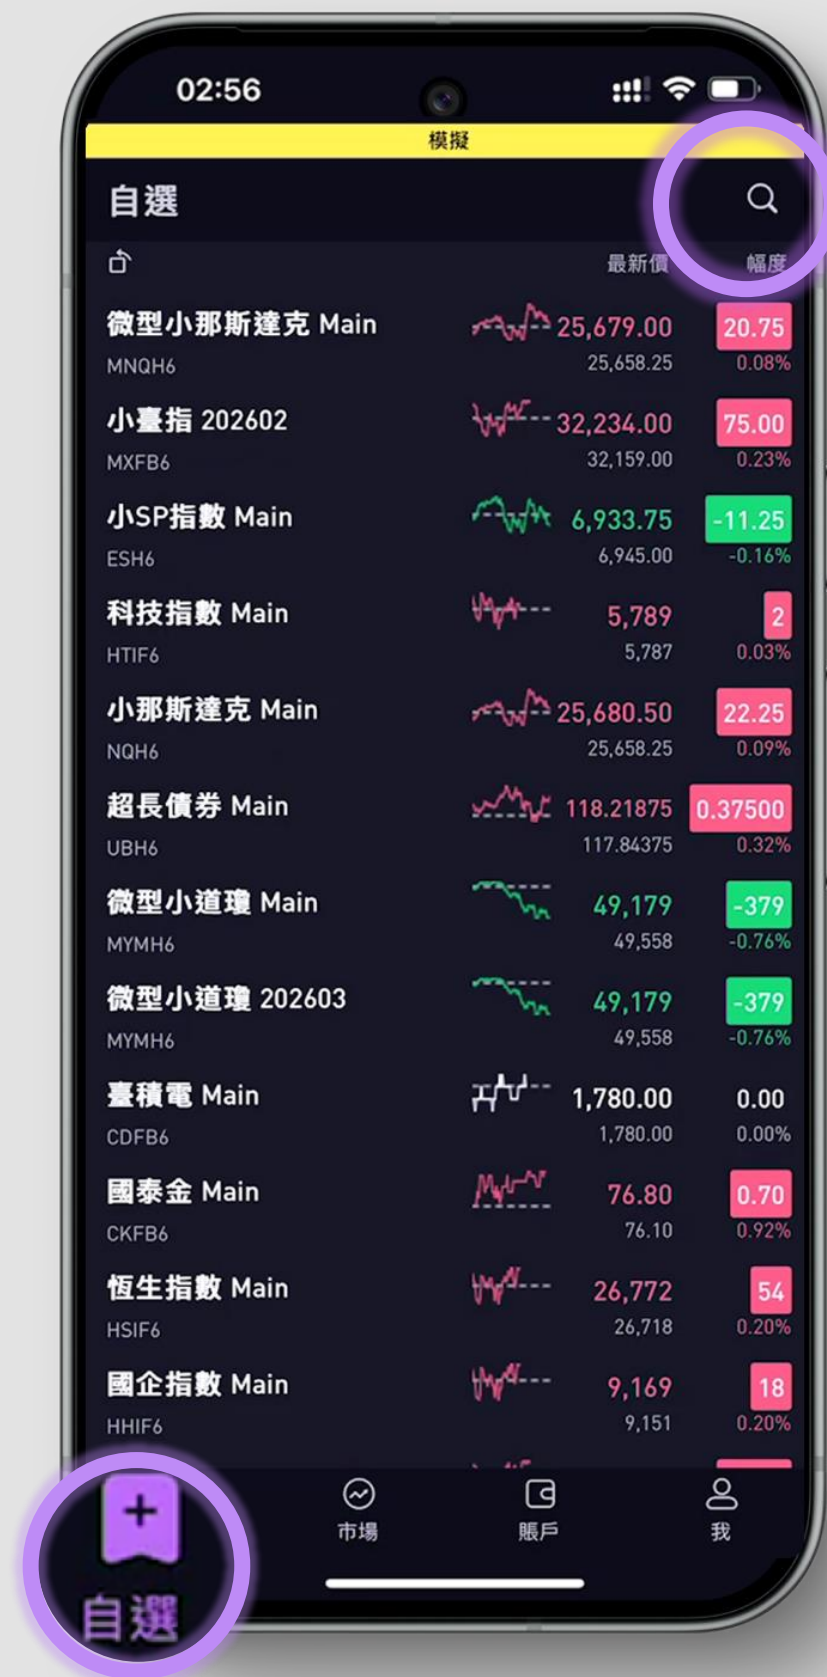 02:56
模擬
自選
最新價 幅度
微型小那斯達克 Main 25,679.00 20.75
MNQH6 25,658.25 0.08%
小臺指 202602 32,234.00 75.00
MXFB6 32,159.00 0.23%
小SP指數 Main 6,933.75 -11.25
ESH6 6,945.00 -0.16%
科技指數 Main 5,789 2
HTIF6 5,787 0.03%
小那斯達克 Main 25,680.50 22.25
NQH6 25,658.25 0.09%
超長債券 Main 118.21875 0.37500
UBH6 117.84375 0.32%
微型小道瓊 Main 49,179 -379
MYMH6 49,558 -0.76%
微型小道瓊 202603 49,179 -379
MYMH6 49,558 -0.76%
臺積電 Main 1,780.00 0.00
CDFB6 1,780.00 0.00%
國泰金 Main 76.80 0.70
CKFB6 76.10 0.92%
恆生指數 Main 26,772 54
HSIF6 26,718 0.20%
國企指數 Main 9,169 18
HHIF6 9,151 0.20%
自選 市場 賬戶 我